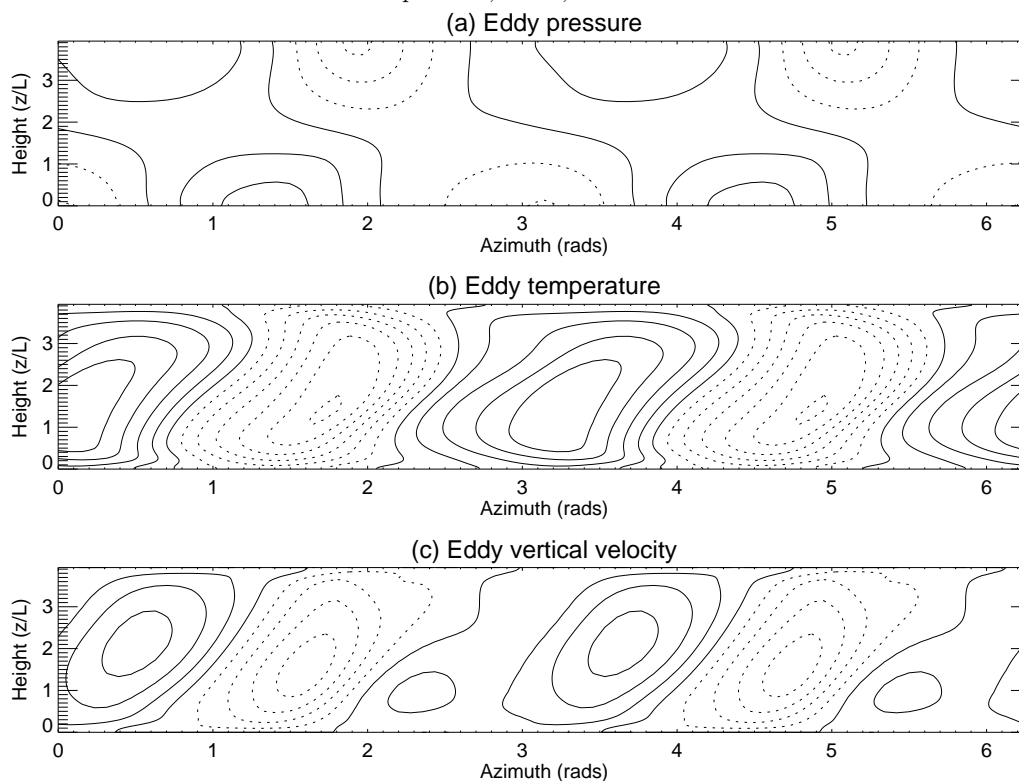 (a) Eddy pressure
Height (z/L)
3
2
1
0
0 1 2 3 4 5 6
Azimuth (rads)
(b) Eddy temperature
Height (z/L)
3
2
1
0
0 1 2 3 4 5 6
Azimuth (rads)
(c) Eddy vertical velocity
Height (z/L)
3
2
1
0
0 1 2 3 4 5 6
Azimuth (rads)